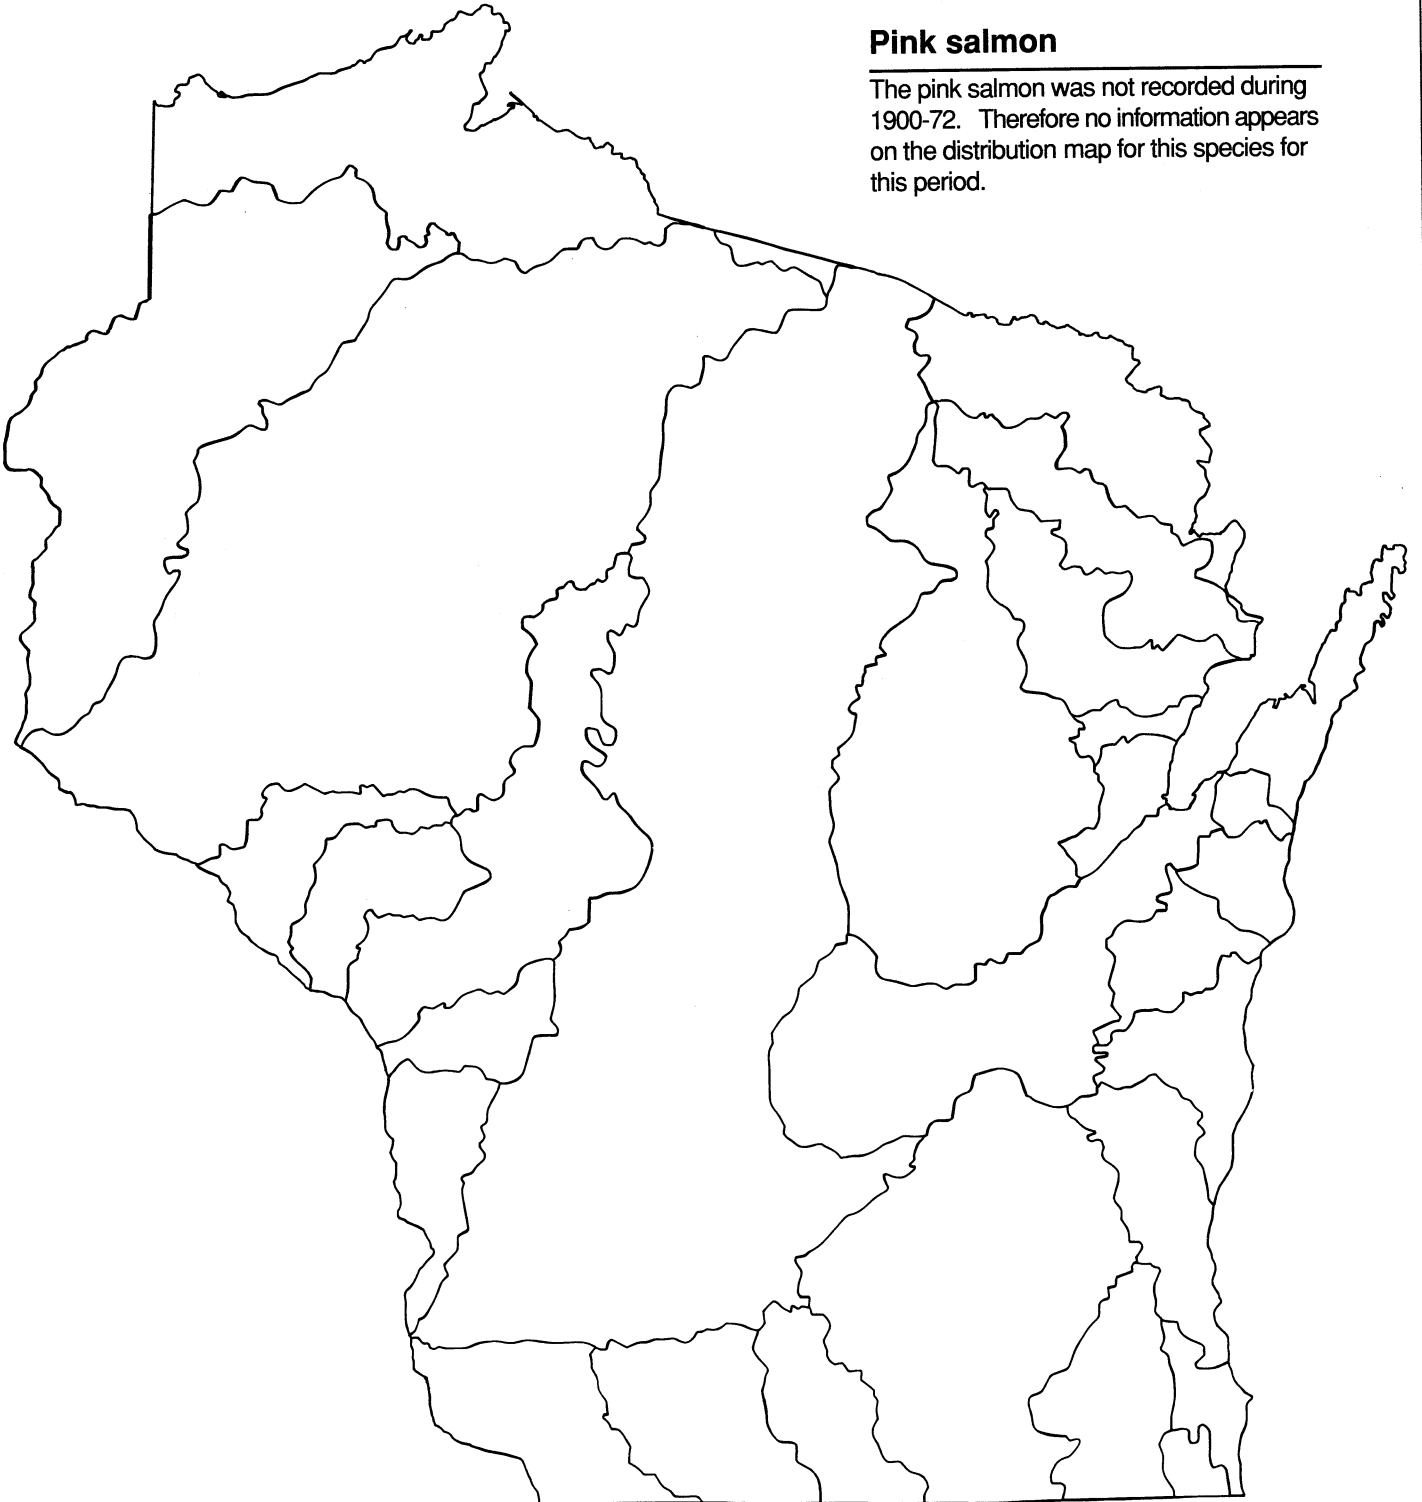 Pink salmon
The pink salmon was not recorded during
1900-72. Therefore no information appears
on the distribution map for this species for
this period.